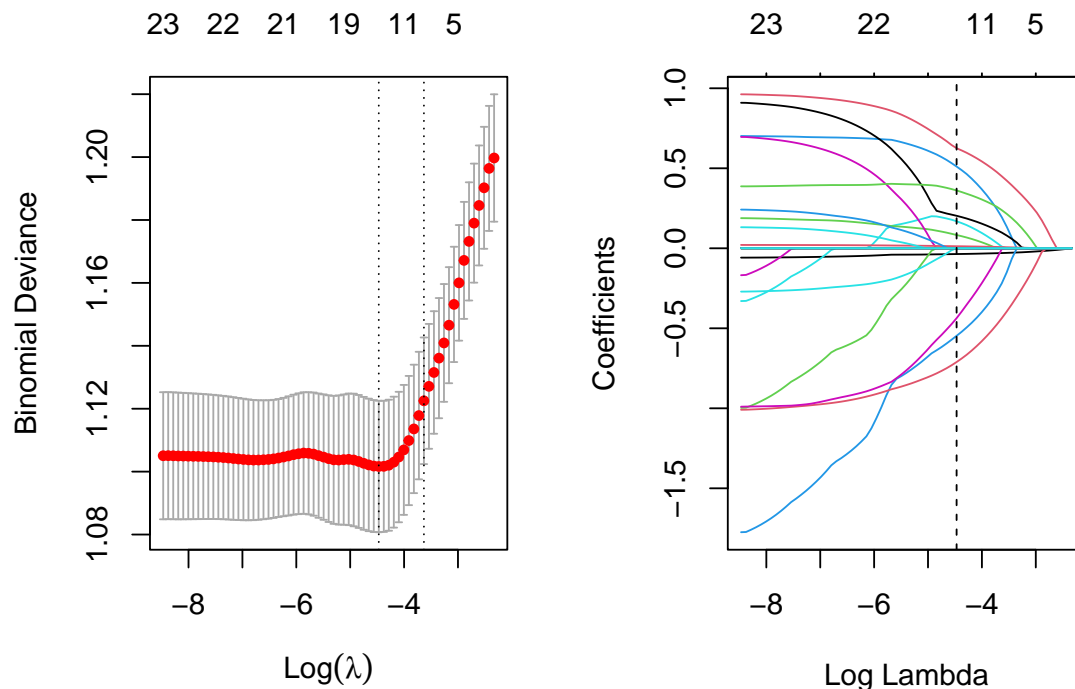 23 22 21 19 11 5
1.20
1.16
1.12
1.08
Binomial Deviance
−8 −6 −4
Log(λ)
23 22 11 5
1.0
0.5
0.0
−0.5
−1.5
Coefficients
−8 −6 −4
Log Lambda